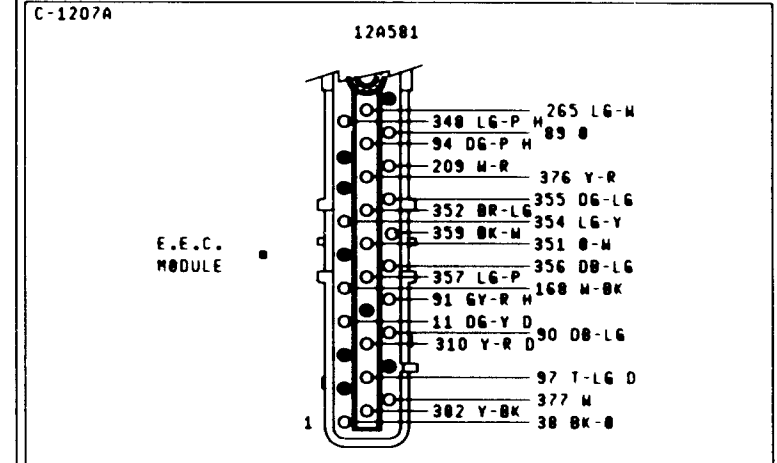 C-1207A
12A581
265 LG-W
348 LG-P H
89 O
94 DG-P H
209 W-R
376 Y-R
355 DG-LG
352 BR-LG
354 LG-Y
359 BK-W
351 O-W
E.E.C.
MODULE
356 DB-LG
357 LG-P
168 W-BK
91 GY-R H
11 DG-Y D
90 DB-LG
310 Y-R D
97 T-LG D
377 W
382 Y-BK
1
38 BK-O